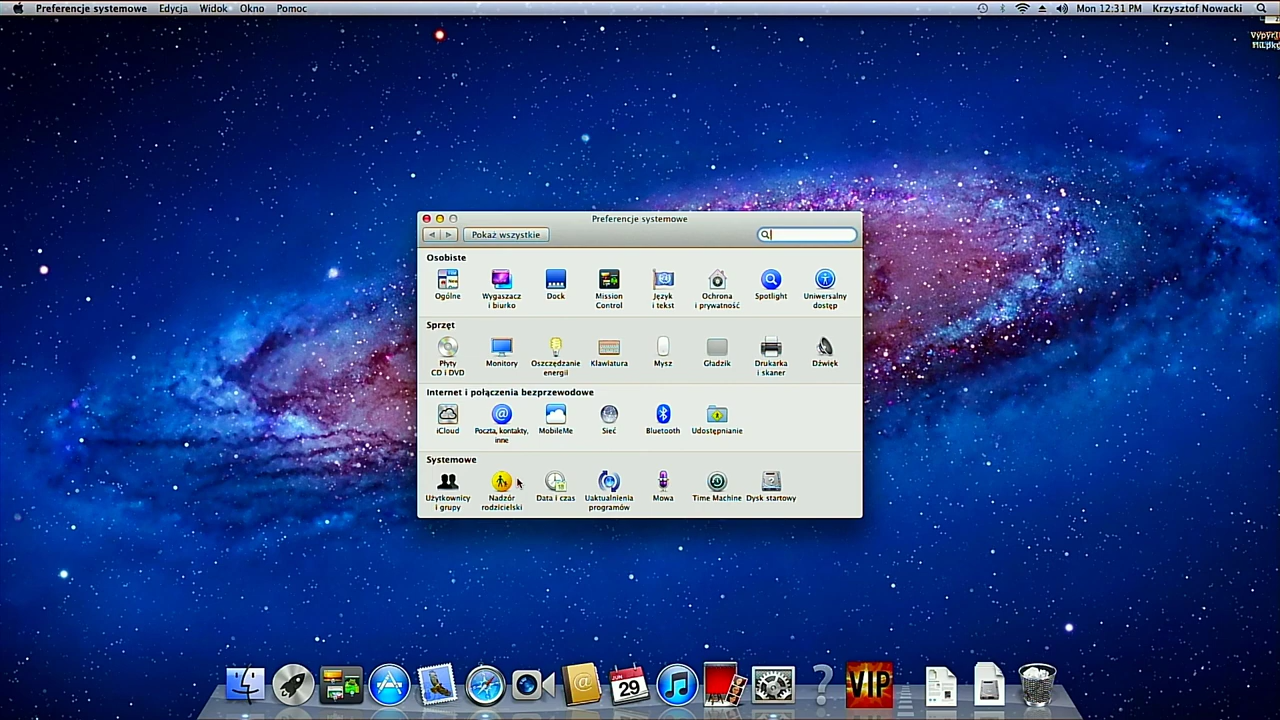 Preferencje systemowe Edycja Widok Okno Pomoc
Mon 12:31 PM Krzysztof Nowacki
Preferencje systemowe
Pokaż wszystkie
Osobiste
Ogólne
Wygaszacz
i biurko
Dock
Mission
Control
Język
i tekst
Ochrona
i prywatność
Spotlight
Uniwersalny
dostęp
Sprzęt
Płyty
CD i DVD
Monitory
Oszczędzanie
energii
Klawiatura
Mysz
Gładzik
Drukarka
i skaner
Dźwięk
Internet i połączenia bezprzewodowe
iCloud
Poczta, kontakty,
inne
MobileMe
Sieć
Bluetooth
Udostępnianie
Systemowe
Użytkownicy
i grupy
Nadzór
rodzicielski
Data i czas
Uaktualnienia
programów
Mowa
Time Machine
Dysk startowy
JUN
29
VIP